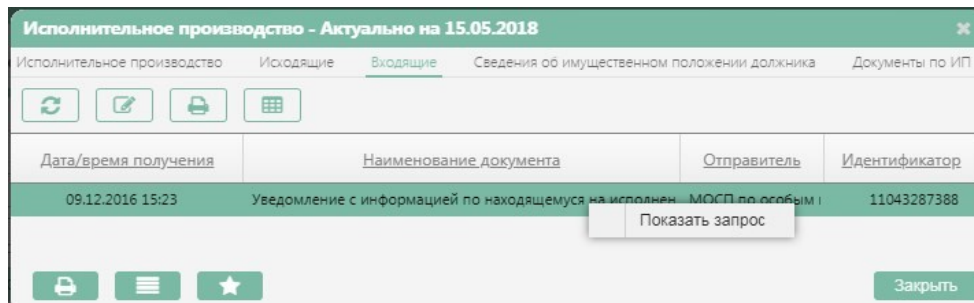 Исполнительное производство - Актуально на 15.05.2018
Исполнительное производство Исходящие Входящие Сведения об имущественном положении должника Документы по ИП
Дата/время получения Наименование документа Отправитель Идентификатор
09.12.2016 15:23 Уведомление с информацией по находящемуся на исполнен МОСП по особым 11043287388
Показать запрос
Закрыть